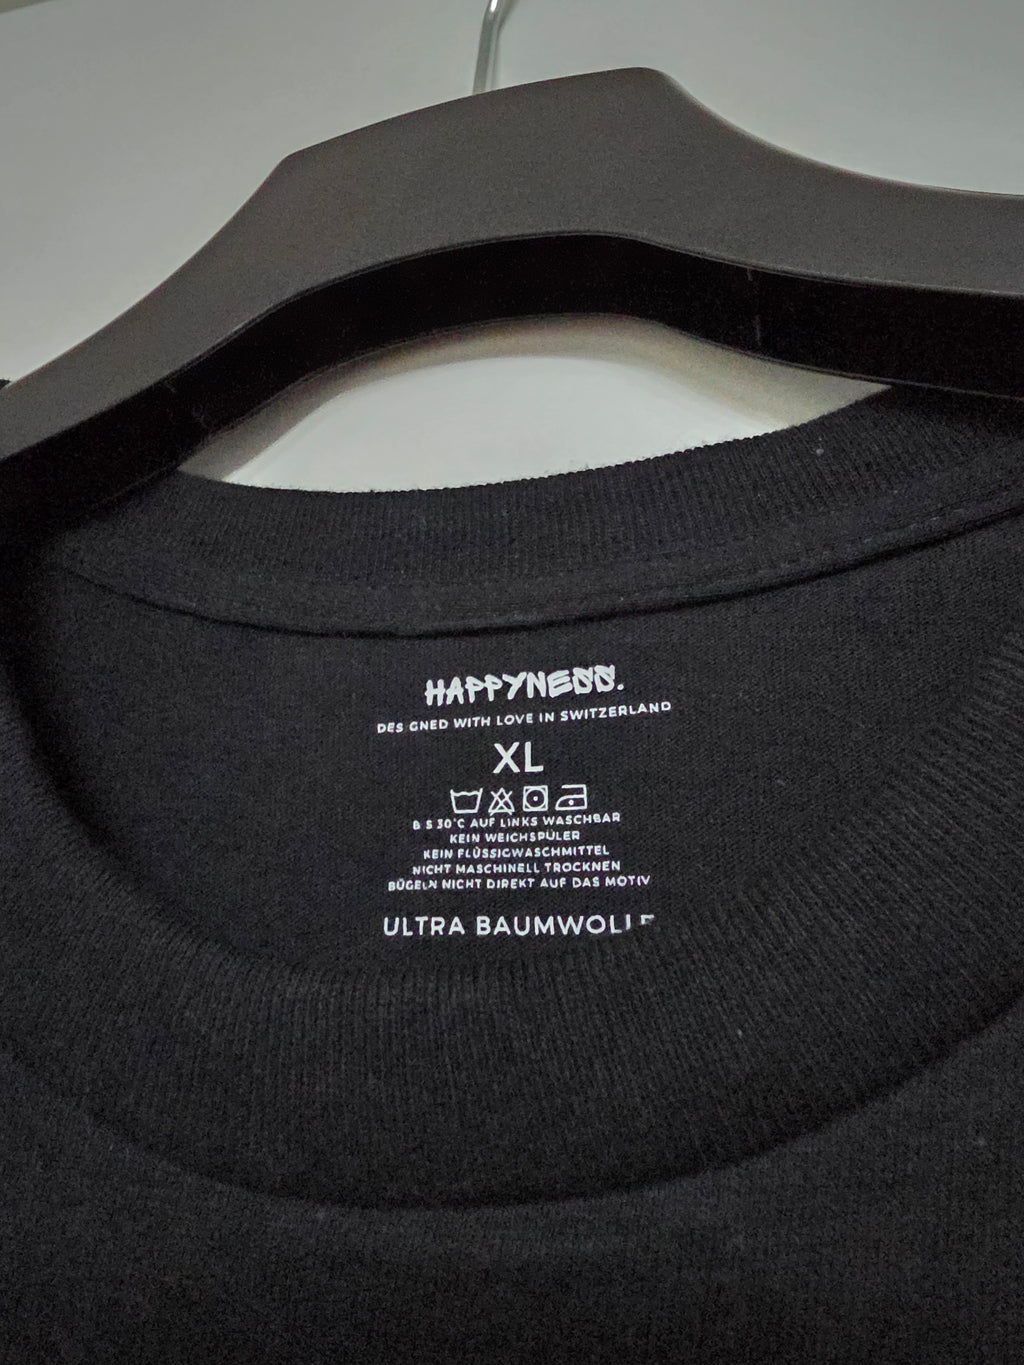 HAPPYNESS.
DES GNED WITH LOVE IN SWITZERLAND
XL
B S 30°C AUF LINKS WASCHBAR
KEIN WEICHSPÜLER
KEIN FLÜSSIGWASCHMITTEL
NICHT MASCHINELL TROCKNEN
BÜGELN NICHT DIREKT AUF DAS MOTIV
ULTRA BAUMWOLLE